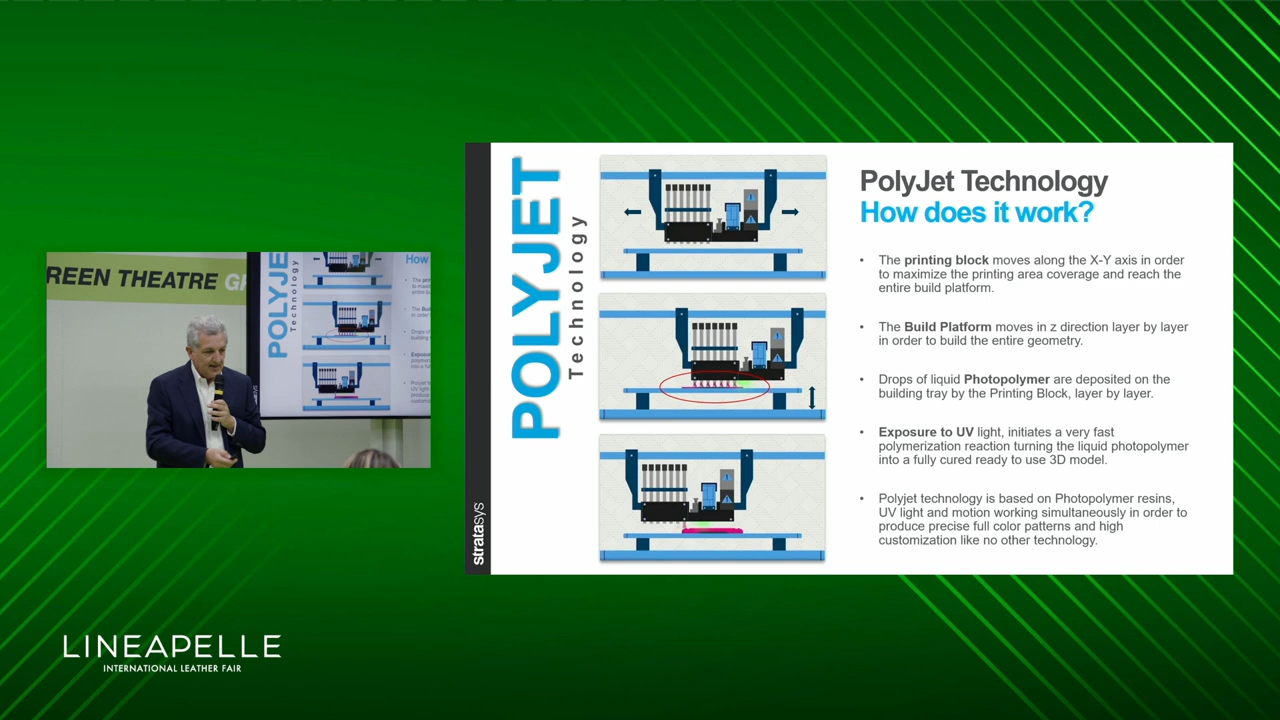 REEN THEATRE GR
How
POLYJET
Technology
LINEAPELLE
INTERNATIONAL LEATHER FAIR
POLYJET
Technology
stratasys
PolyJet Technology
How does it work?
• The printing block moves along the X-Y axis in order
to maximize the printing area coverage and reach the
entire build platform.
• The Build Platform moves in z direction layer by layer
in order to build the entire geometry.
• Drops of liquid Photopolymer are deposited on the
building tray by the Printing Block, layer by layer.
• Exposure to UV light, initiates a very fast
polymerization reaction turning the liquid photopolymer
into a fully cured ready to use 3D model.
• Polyjet technology is based on Photopolymer resins,
UV light and motion working simultaneously in order to
produce precise full color patterns and high
customization like no other technology.